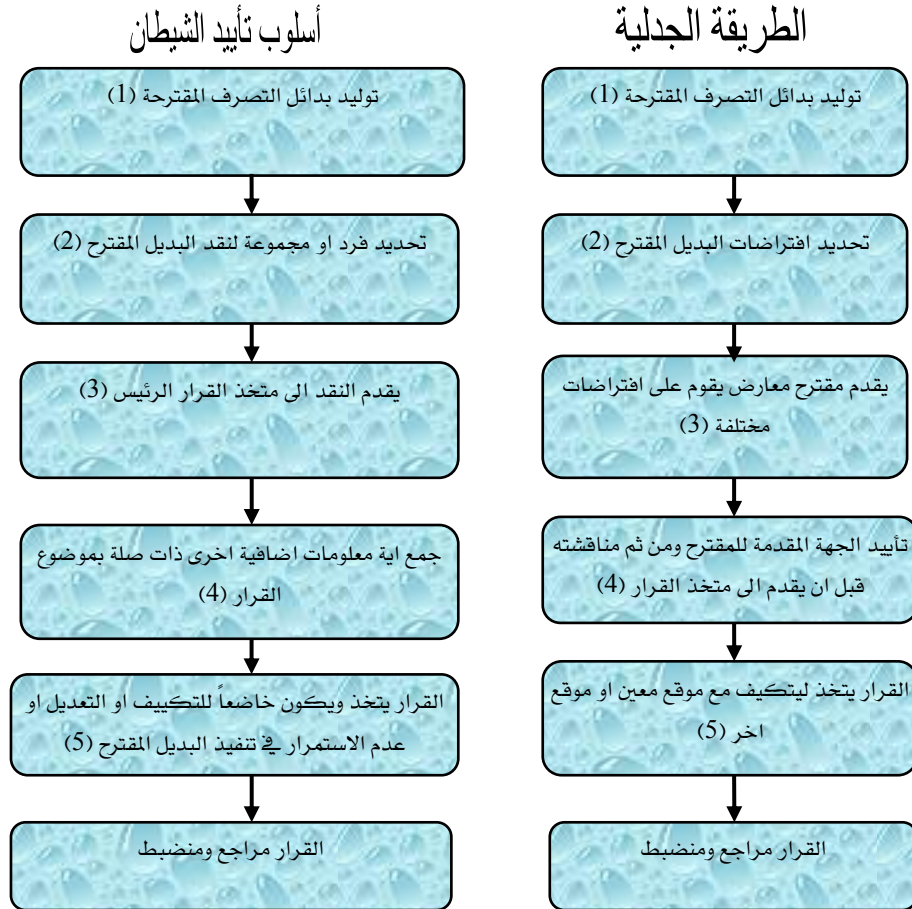 الطريقة الجدلية
توليد بدائل التصرف المقترحة (1)
تحديد افتراضات البديل المقترح (2)
يقدم مقترح معارض يقوم على افتراضات
مختلفة (3)
تأييد الجهة المقدمة للمقترح ومن ثم مناقشته
قبل ان يقدم الى متخذ القرار (4)
القرار يتخذ ليتكيف مع موقع معين او موقع
اخر (5)
القرار مراجع ومنضبط
أسلوب تأييد الشيطان
توليد بدائل التصرف المقترحة (1)
تحديد فرد او مجموعة لنقد البديل المقترح (2)
يقدم النقد الى متخذ القرار الرئيس (3)
جمع اية معلومات اضافية اخرى ذات صلة بموضوع
القرار (4)
القرار يتخذ ويكون خاضعاً للتكييف او التعديل او
عدم الاستمرار في تنفيذ البديل المقترح (5)
القرار مراجع ومنضبط